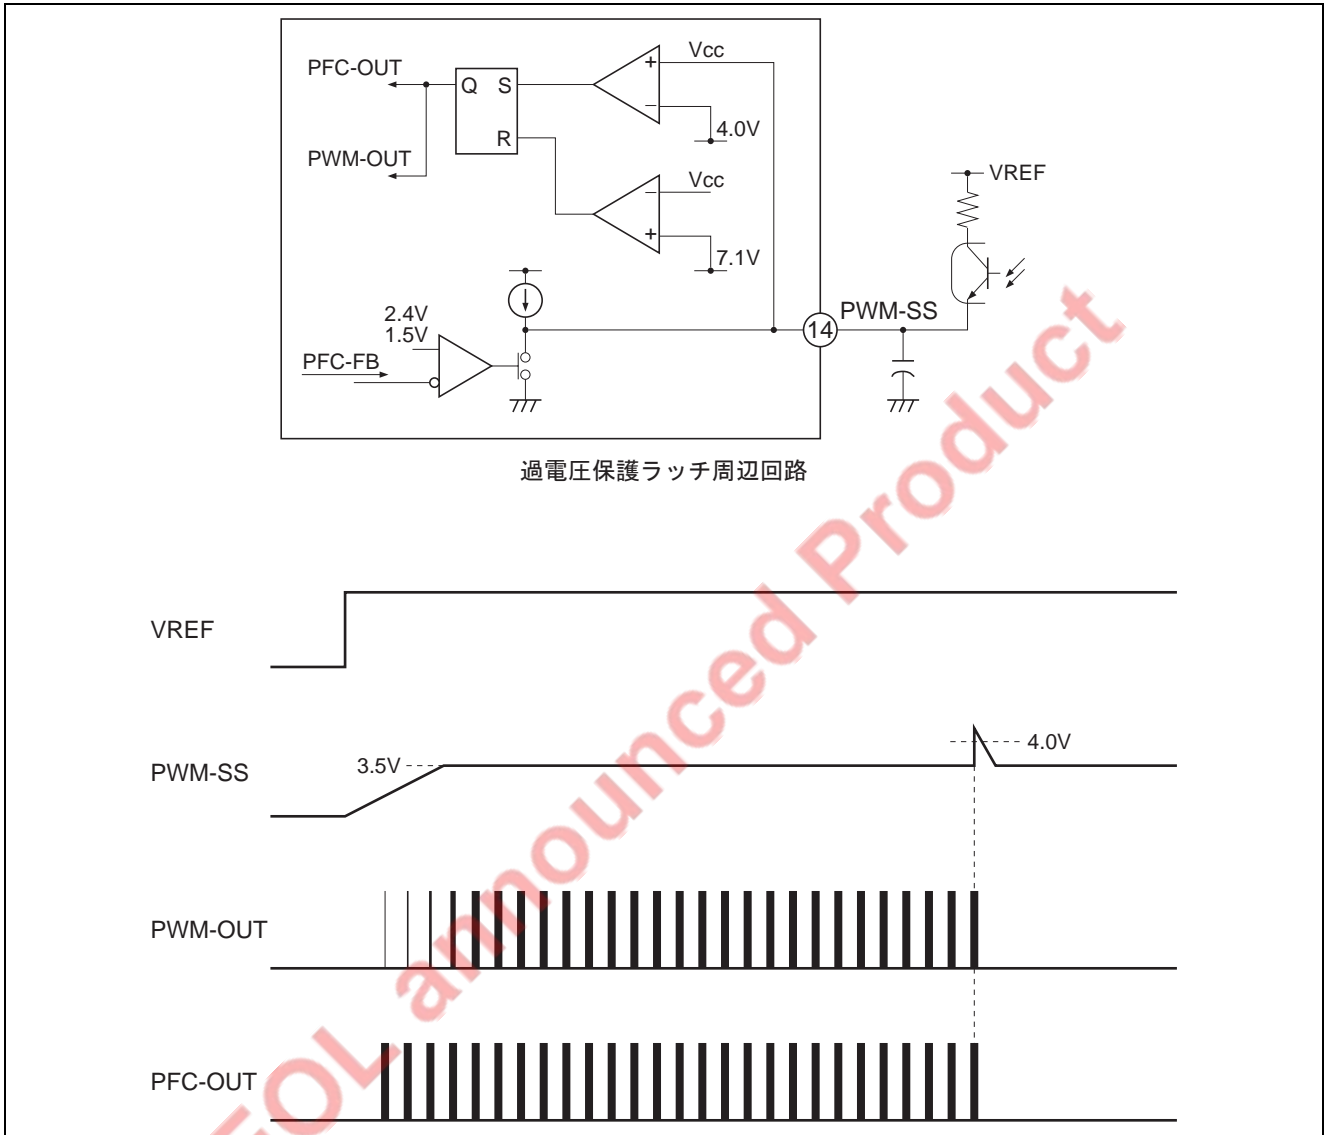 PFC-OUT
PWM-OUT
Q S
R
Vcc
+
−
4.0V
Vcc
−
+
7.1V
VREF
2.4V
1.5V
PFC-FB
14
PWM-SS
過電圧保護ラッチ周辺回路
VREF
PWM-SS
3.5V
4.0V
PWM-OUT
PFC-OUT
EOL announced Product